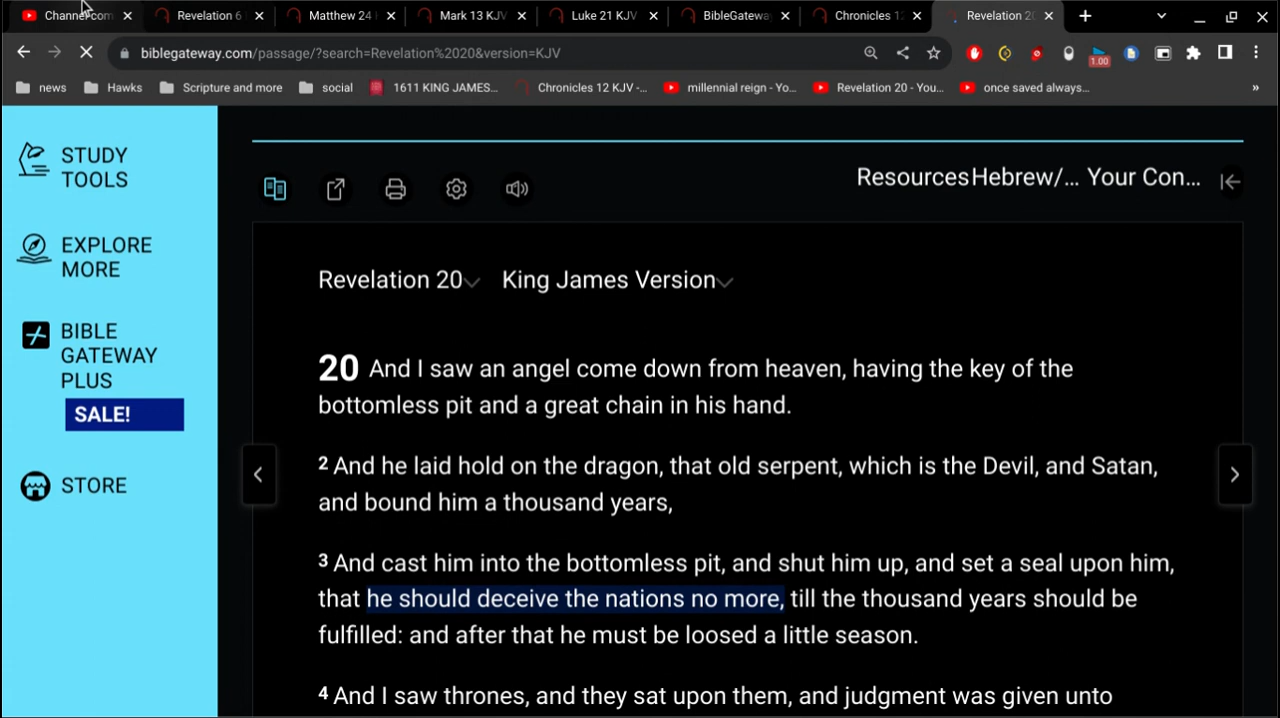 Channel com
Revelation 6
Matthew 24
Mark 13 KJV
Luke 21 KJV
BibleGateway
Chronicles 12
Revelation 20
biblegateway.com/passage/?search=Revelation%2020&version=KJV
1.00
news
Hawks
Scripture and more
social
1611 KING JAMES...
Chronicles 12 KJV -...
millennial reign - Yo...
Revelation 20 - You...
once saved always...
»
STUDY
TOOLS
EXPLORE
MORE
BIBLE
GATEWAY
PLUS
SALE!
STORE
Resources Hebrew/... Your Con...
Revelation 20 King James Version
20 And I saw an angel come down from heaven, having the key of the
bottomless pit and a great chain in his hand.
2 And he laid hold on the dragon, that old serpent, which is the Devil, and Satan,
and bound him a thousand years,
3 And cast him into the bottomless pit, and shut him up, and set a seal upon him,
that he should deceive the nations no more, till the thousand years should be
fulfilled: and after that he must be loosed a little season.
4 And I saw thrones, and they sat upon them, and judgment was given unto